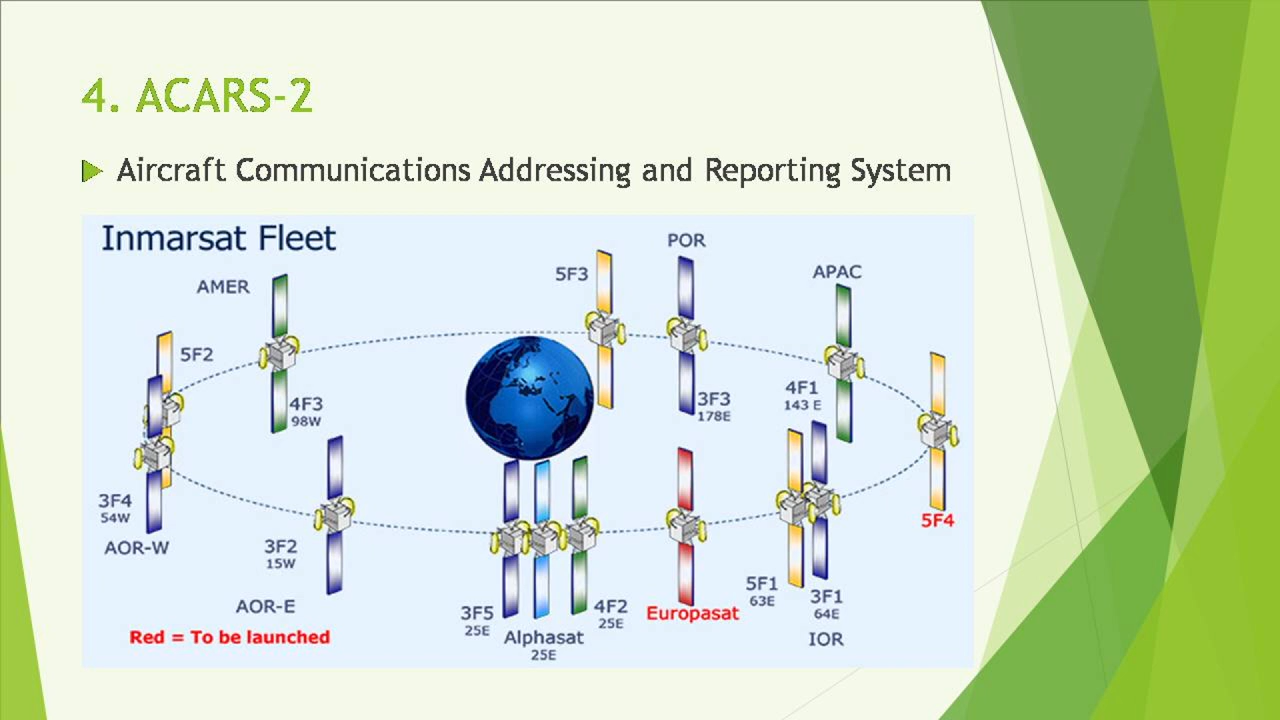 4. ACARS-2
Aircraft Communications Addressing and Reporting System
Inmarsat Fleet
AMER
5F2
4F3
98W
5F3
POR
3F3
178E
APAC
4F1
143 E
5F4
3F4
54W
AOR-W
3F2
15W
AOR-E
3F5
25E
Alphasat
25E
4F2
25E
Europasat
5F1
63E
3F1
64E
IOR
Red = To be launched